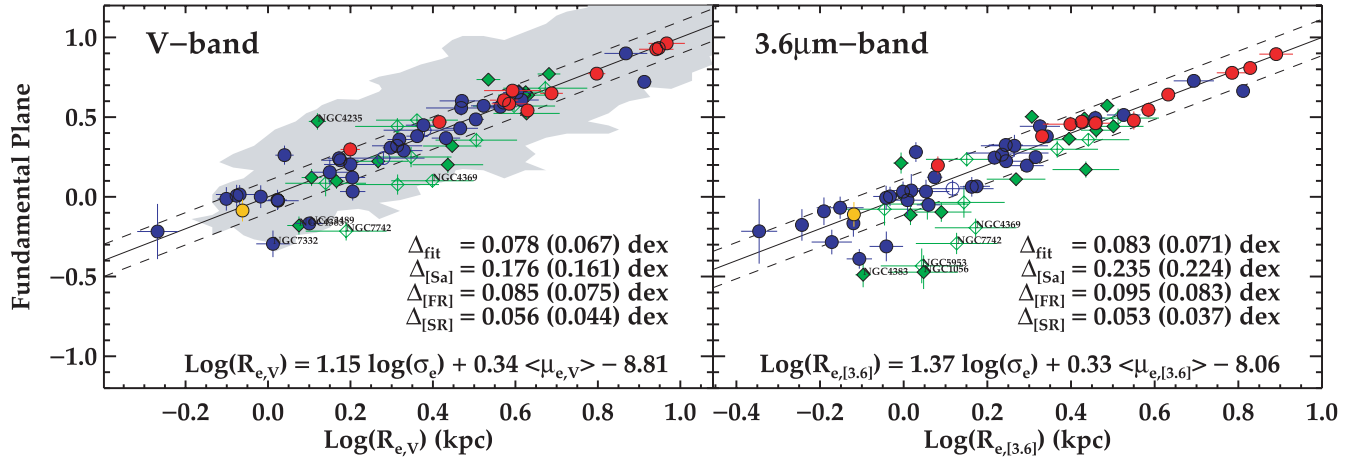 V−band
3.6μm−band
Fundamental Plane
1.0
0.5
0.0
−0.5
−1.0
NGC4235
NGC4369
NGC7742
NGC7332
Δfit = 0.078 (0.067) dex
Δ[Sa] = 0.176 (0.161) dex
Δ[FR] = 0.085 (0.075) dex
Δ[SR] = 0.056 (0.044) dex
Log(Re,V) = 1.15 log(σe) + 0.34 <μe,V> − 8.81
−0.2 0.0 0.2 0.4 0.6 0.8 1.0
Log(Re,V) (kpc)
NGC4369
NGC7742
NGC5953
NGC4383
NGC1056
Δfit = 0.083 (0.071) dex
Δ[Sa] = 0.235 (0.224) dex
Δ[FR] = 0.095 (0.083) dex
Δ[SR] = 0.053 (0.037) dex
Log(Re,[3.6]) = 1.37 log(σe) + 0.33 <μe,[3.6]> − 8.06
−0.4 −0.2 0.0 0.2 0.4 0.6 0.8 1.0
Log(Re,[3.6]) (kpc)